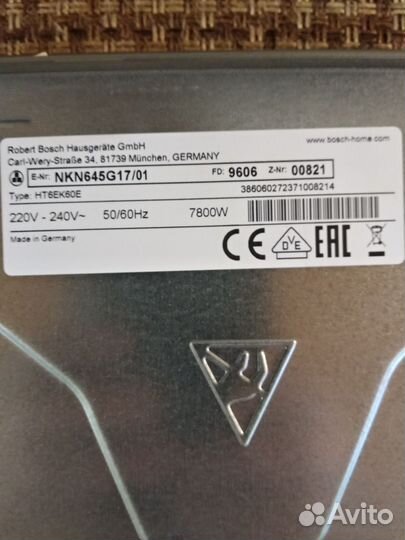 Robert Bosch Hausgeräte GmbH
Carl-Wery-Straße 34, 81739 München, GERMANY
www.bosch-home.com
E-Nr: NKN645G17/01 FD: 9606 Z-Nr: 00821
Type: HT6EK60E 386060272371008214
220V - 240V~ 50/60Hz 7800W
Made in Germany
CE DVE EAC
Avito